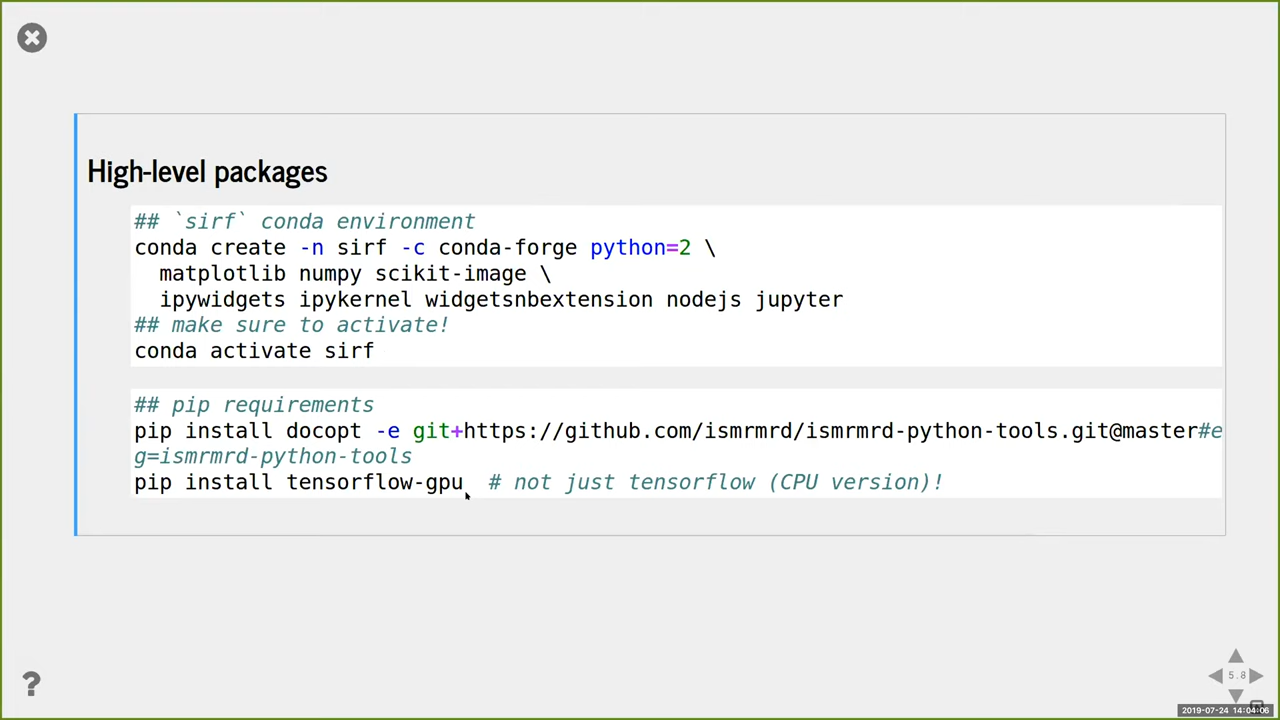 High-level packages
## `sirf` conda environment
conda create -n sirf -c conda-forge python=2 \
matplotlib numpy scikit-image \
ipywidgets ipykernel widgetsnbextension nodejs jupyter
## make sure to activate!
conda activate sirf
## pip requirements
pip install docopt -e git+https://github.com/ismrmrd/ismrmrd-python-tools.git@master#e
g=ismrmrd-python-tools
pip install tensorflow-gpu  # not just tensorflow (CPU version)!
?
5.8
2019-07-24 14:04:06